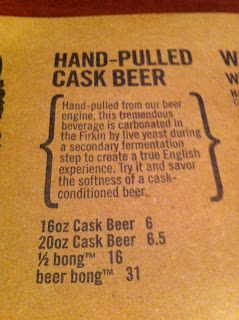 HAND-PULLED
CASK BEER
Hand-pulled from our beer
engine, this tremendous
beverage is carbonated in
the Firkin by live yeast during
a secondary fermentation
step to create a true English
experience. Try it and savor
the softness of a cask-
conditioned beer.
16oz Cask Beer 6
20oz Cask Beer 6.5
½ bong™ 16
beer bong™ 31